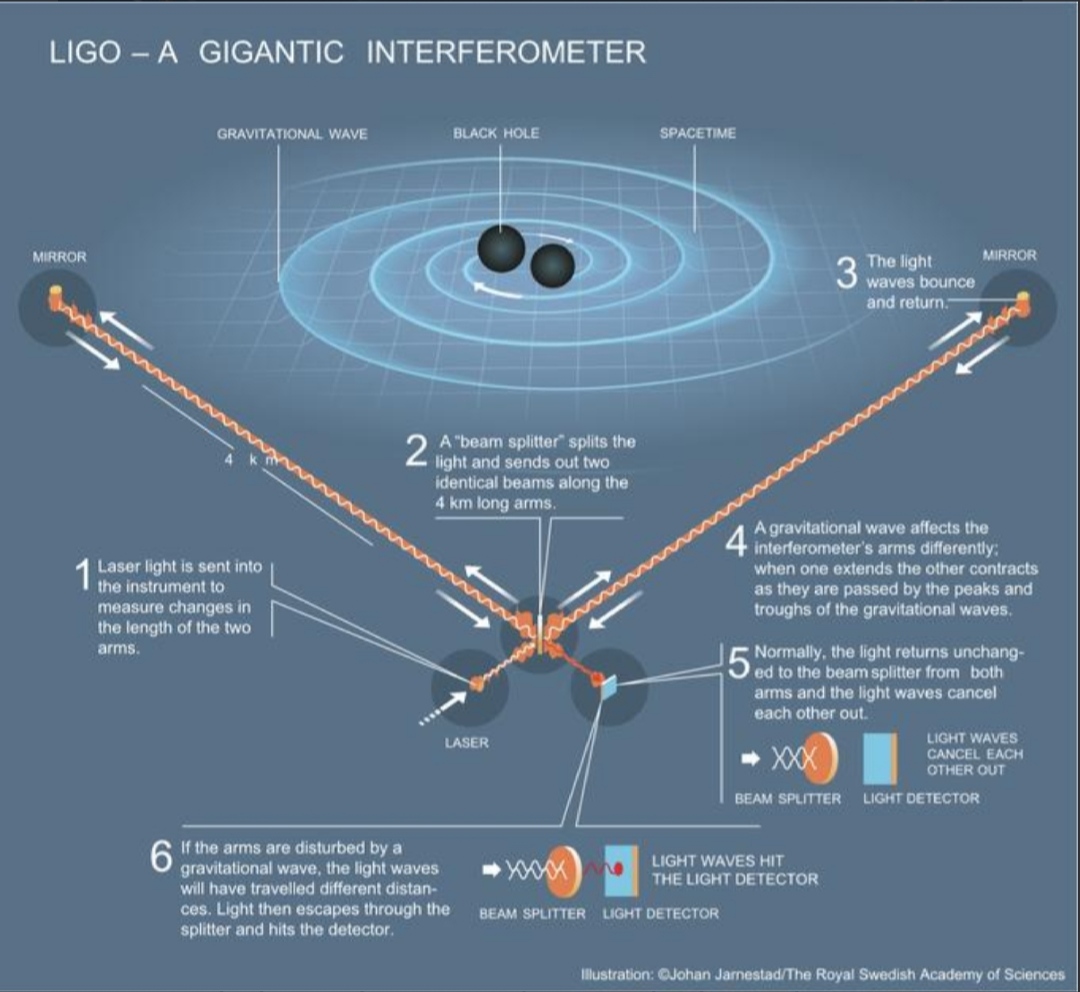 LIGO – A GIGANTIC INTERFEROMETER
GRAVITATIONAL WAVE
BLACK HOLE
SPACETIME
MIRROR
MIRROR
3 The light
waves bounce
and return.
4 km
2 A "beam splitter" splits the
light and sends out two
identical beams along the
4 km long arms.
1 Laser light is sent into
the instrument to
measure changes in
the length of the two
arms.
4 A gravitational wave affects the
interferometer's arms differently;
when one extends the other contracts
as they are passed by the peaks and
troughs of the gravitational waves.
5 Normally, the light returns unchang-
ed to the beam splitter from both
arms and the light waves cancel
each other out.
LASER
LIGHT WAVES
CANCEL EACH
OTHER OUT
BEAM SPLITTER
LIGHT DETECTOR
6 If the arms are disturbed by a
gravitational wave, the light waves
will have travelled different distan-
ces. Light then escapes through the
splitter and hits the detector.
LIGHT WAVES HIT
THE LIGHT DETECTOR
BEAM SPLITTER
LIGHT DETECTOR
Illustration: ©Johan Jarnestad/The Royal Swedish Academy of Sciences